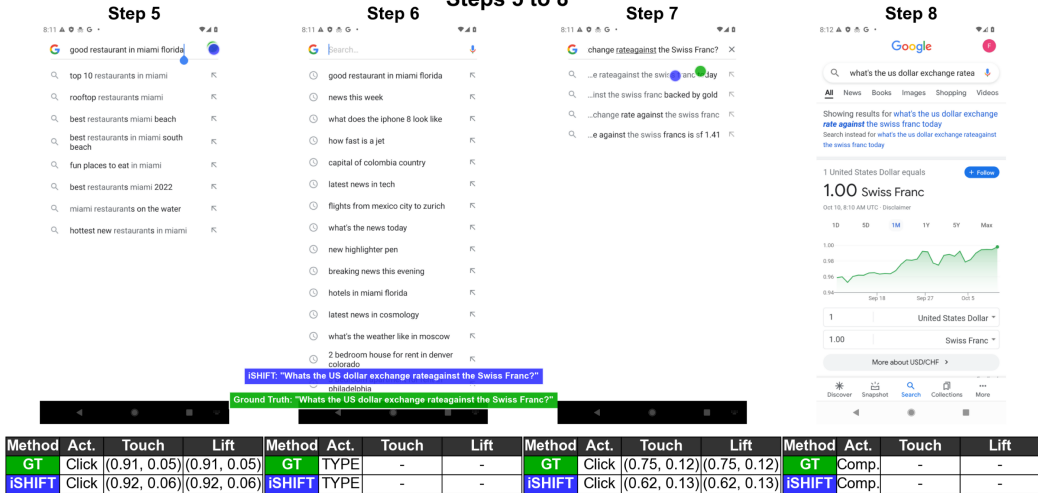 Steps 5 to 8
Step 5
8:11 G
good restaurant in miami florida
top 10 restaurants in miami
rooftop restaurants miami
best restaurants miami beach
best restaurants in miami south
beach
fun places to eat in miami
best restaurants miami 2022
miami restaurants on the water
hottest new restaurants in miami
Step 6
8:11 G
Search...
good restaurant in miami florida
news this week
what does the iphone 8 look like
how fast is a jet
capital of colombia country
latest news in tech
flights from mexico city to zurich
what's the news today
new highlighter pen
breaking news this evening
hotels in miami florida
latest news in cosmology
what's the weather like in moscow
2 bedroom house for rent in denver
colorado
iSHIFT: "Whats the US dollar exchange rateagainst the Swiss Franc?"
philadelphia
Ground Truth: "Whats the US dollar exchange rateagainst the Swiss Franc?"
Step 7
8:11 G
change rateagainst the Swiss Franc?
...e rateagainst the swiss franc today
...inst the swiss franc backed by gold
...change rate against the swiss franc
...e against the swiss francs is sf 1.41
Step 8
8:12 G
Google
F
what's the us dollar exchange ratea
All News Books Images Shopping Videos
Showing results for what's the us dollar exchange
rate against the swiss franc today
Search instead for what's the us dollar exchange rateagainst
the swiss franc today
1 United States Dollar equals
+ Follow
1.00 Swiss Franc
Oct 10, 8:10 AM UTC · Disclaimer
1D 5D 1M 1Y 5Y Max
1.00
0.98
0.96
0.94
Sep 18 Sep 27 Oct 5
1 United States Dollar
1.00 Swiss Franc
More about USD/CHF
Discover Snapshot Search Collections More
Method Act. Touch Lift Method Act. Touch Lift Method Act. Touch Lift Method Act. Touch Lift
GT Click (0.91, 0.05) (0.91, 0.05) GT TYPE - - GT Click (0.75, 0.12) (0.75, 0.12) GT Comp. - -
iSHIFT Click (0.92, 0.06) (0.92, 0.06) iSHIFT TYPE - - iSHIFT Click (0.62, 0.13) (0.62, 0.13) iSHIFT Comp. - -